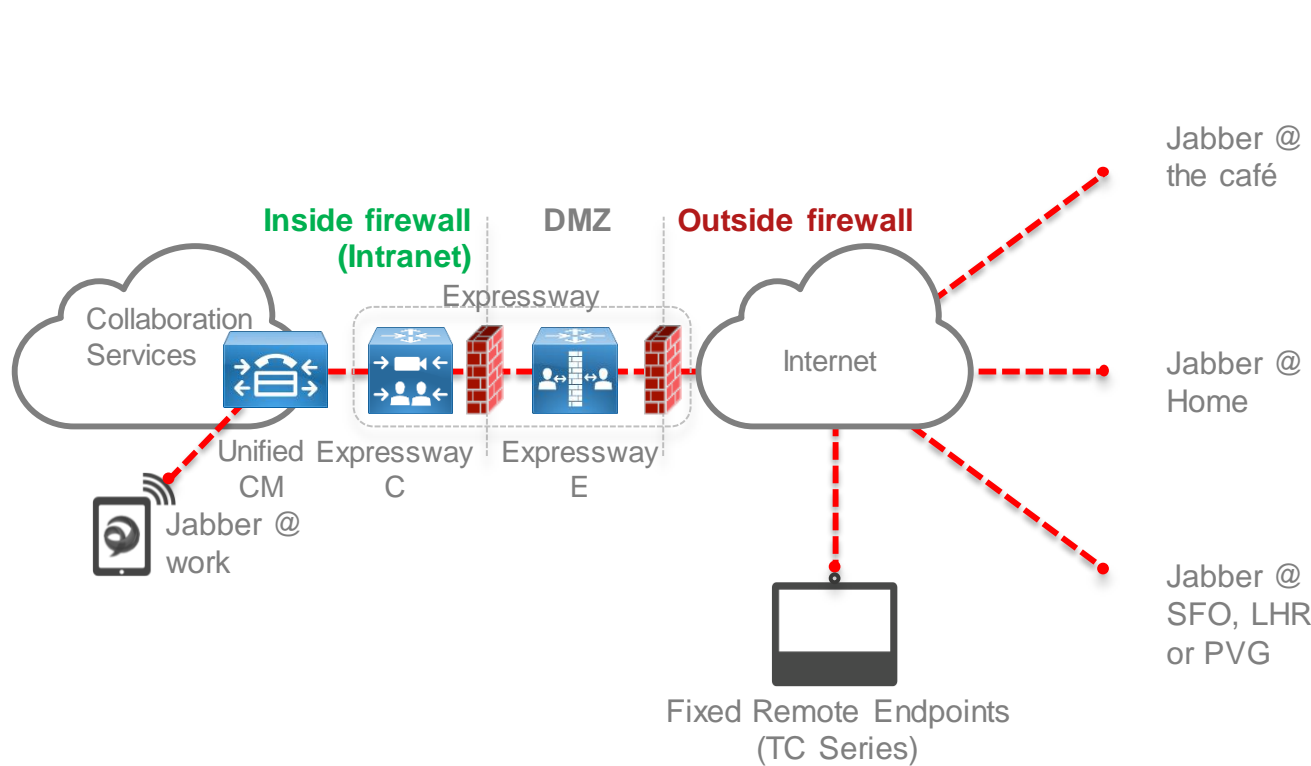 Jabber @
the café
Inside firewall
(Intranet)
DMZ
Outside firewall
Expressway
Collaboration
Services
Internet
Jabber @
Home
Unified
CM
Expressway
C
Expressway
E
Jabber @
work
Jabber @
SFO, LHR
or PVG
Fixed Remote Endpoints
(TC Series)